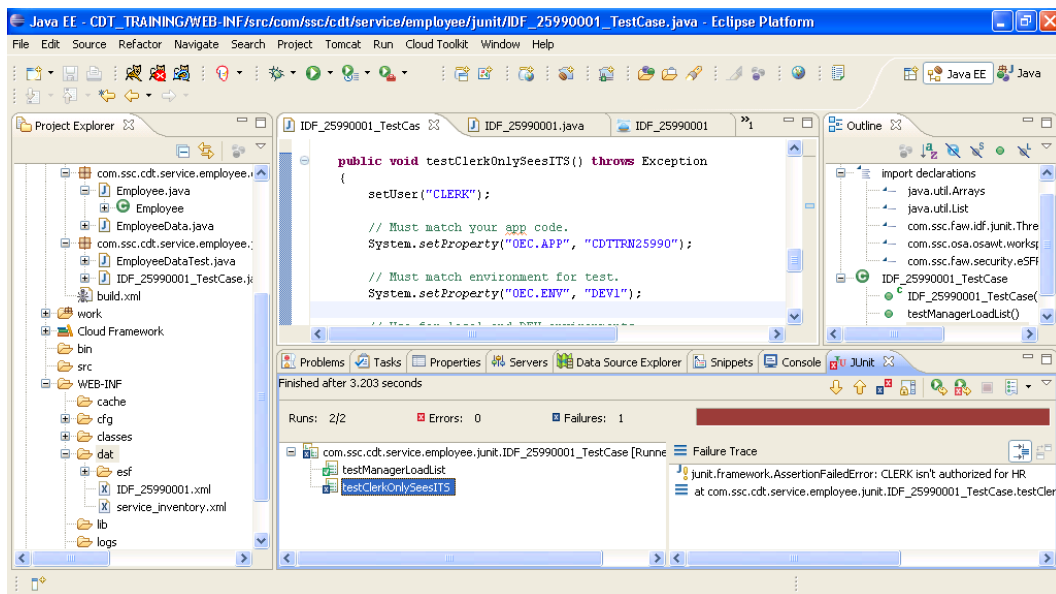 Java EE - CDT_TRAINING/WEB-INF/src/com/ssc/cdt/service/employee/junit/IDF_25990001_TestCase.java - Eclipse Platform
File Edit Source Refactor Navigate Search Project Tomcat Run Cloud Toolkit Window Help
Java EE Java
Project Explorer
com.ssc.cdt.service.employee.
Employee.java
Employee
EmployeeData.java
com.ssc.cdt.service.employee.
EmployeeDataTest.java
IDF_25990001_TestCase.ja
build.xml
work
Cloud Framework
bin
src
WEB-INF
cache
cfg
classes
dat
esf
IDF_25990001.xml
service_inventory.xml
lib
logs
IDF_25990001_TestCas IDF_25990001.java IDF_25990001 »1
public void testClerkOnlySeesITS() throws Exception
{
setUser("CLERK");
// Must match your app code.
System.setProperty("OEC.APP", "CDTTRN25990");
// Must match environment for test.
System.setProperty("OEC.ENV", "DEV1");
Outline
import declarations
java.util.Arrays
java.util.List
com.ssc.faw.idf.junit.Thre
com.ssc.osa.osawt.worksp
com.ssc.faw.security.eSFF
IDF_25990001_TestCase
IDF_25990001_TestCase(
testManagerLoadList()
Problems Tasks Properties Servers Data Source Explorer Snippets Console JUnit
Finished after 3.203 seconds
Runs: 2/2 Errors: 0 Failures: 1
com.ssc.cdt.service.employee.junit.IDF_25990001_TestCase [Runne
testManagerLoadList
testClerkOnlySeesITS
Failure Trace
junit.framework.AssertionFailedError: CLERK isn't authorized for HR
at com.ssc.cdt.service.employee.junit.IDF_25990001_TestCase.testCler